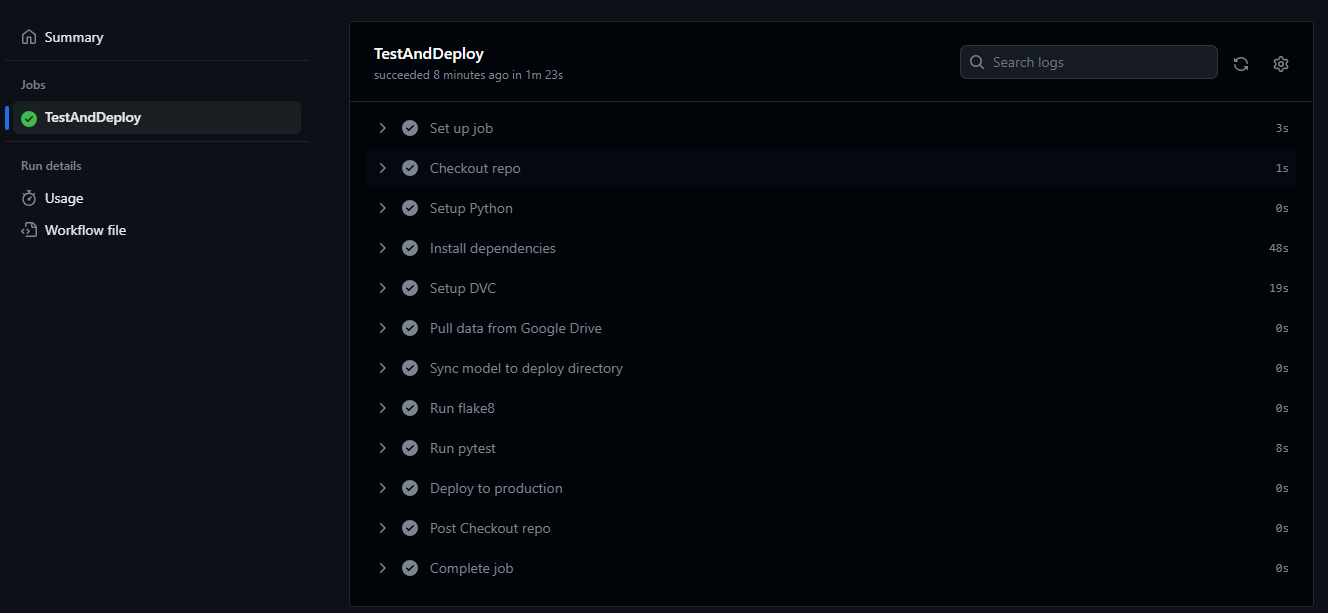 Summary
Jobs
TestAndDeploy
Run details
Usage
Workflow file
TestAndDeploy
succeeded 8 minutes ago in 1m 23s
Search logs
Set up job 3s
Checkout repo 1s
Setup Python 0s
Install dependencies 48s
Setup DVC 19s
Pull data from Google Drive 0s
Sync model to deploy directory 0s
Run flake8 0s
Run pytest 8s
Deploy to production 0s
Post Checkout repo 0s
Complete job 0s